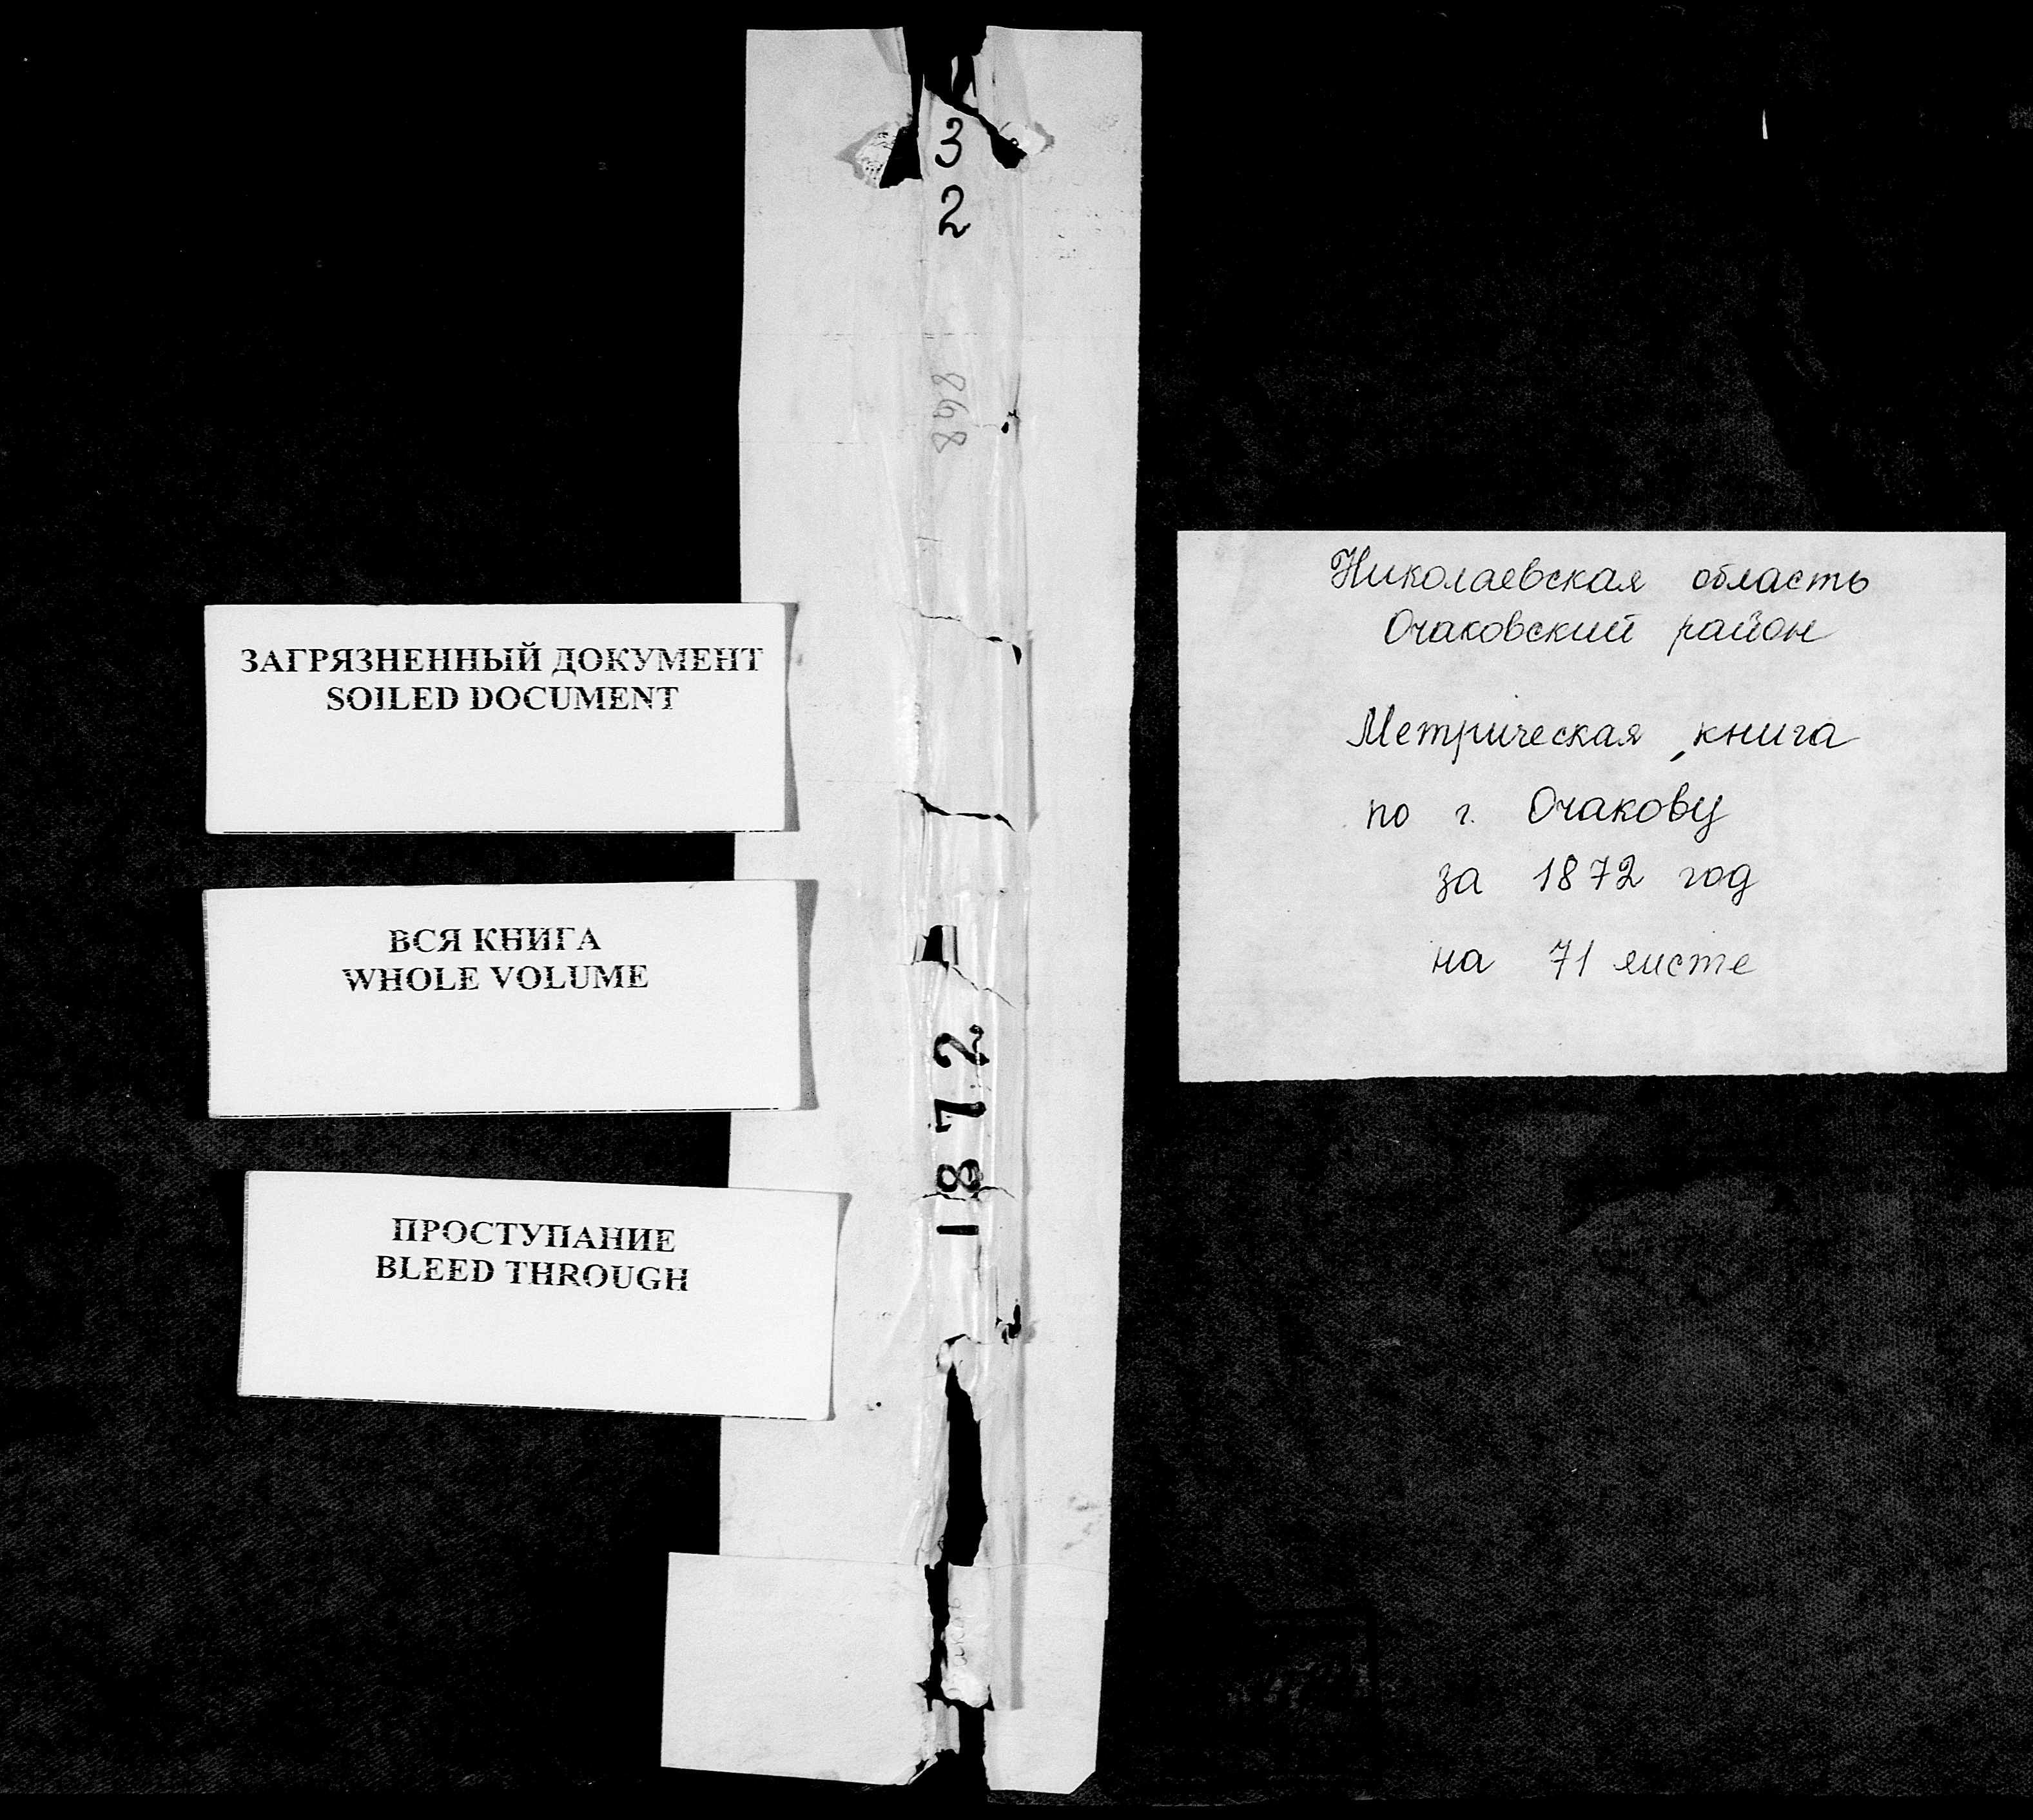 3
2
868
1872
ЗАГРЯЗНЕННЫЙ ДОКУМЕНТ
SOILED DOCUMENT
ВСЯ КНИГА
WHOLE VOLUME
ПРОСТУПАНИЕ
BLEED THROUGH
Николаевская область
Очаковский район
Метрическая книга
по г. Очакову
за 1872 год
на 71 листе